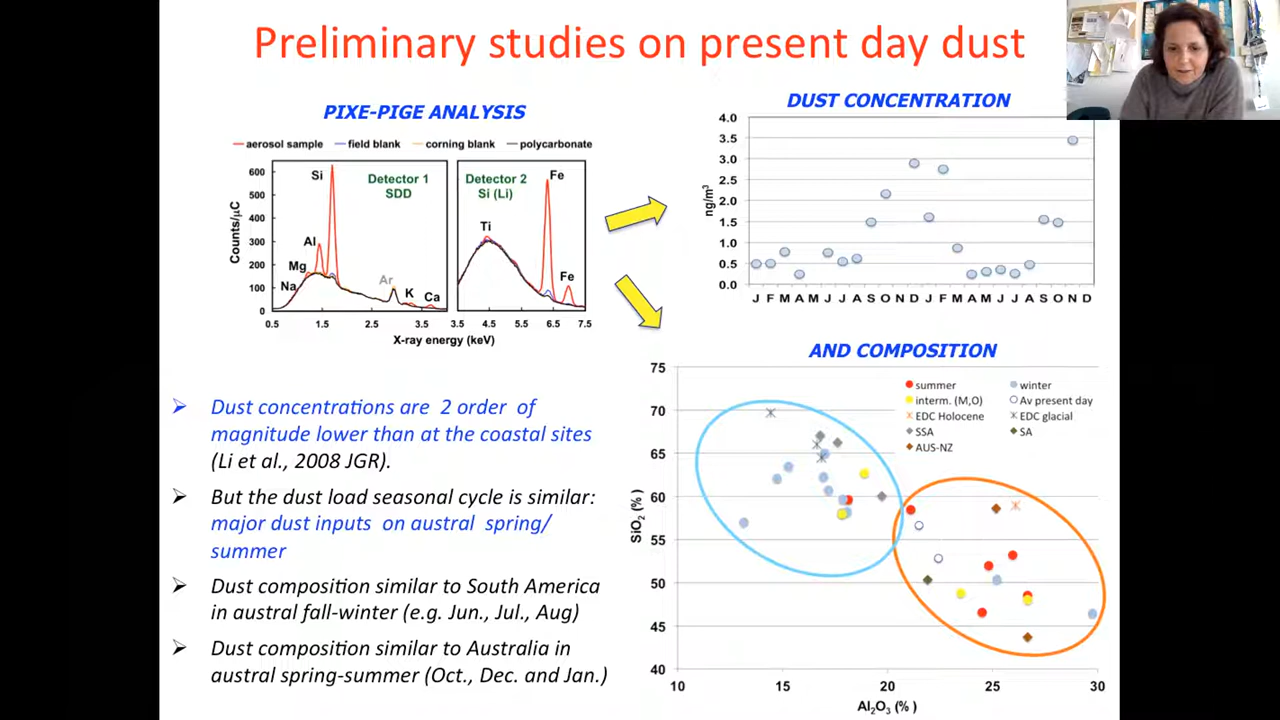 Preliminary studies on present day dust
PIXE-PIGE ANALYSIS
aerosol sample field blank corning blank polycarbonate
Counts/µC
600
500
400
300
200
100
0
Si
Al
Mg
Na
Ar
K
Ca
Detector 1
SDD
Detector 2
Si (Li)
Ti
Fe
Fe
0.5 1.5 2.5 3.5 3.5 4.5 5.5 6.5 7.5
X-ray energy (keV)
DUST CONCENTRATION
ng/m³
4.0
3.5
3.0
2.5
2.0
1.5
1.0
0.5
0.0
J F M A M J J A S O N D J F M A M J J A S O N D
AND COMPOSITION
SiO₂ (% )
75
70
65
60
55
50
45
40
summer winter
interm. (M,O) Av present day
EDC Holocene EDC glacial
SSA SA
AUS-NZ
10 15 20 25 30
Al₂O₃ (% )
➢ Dust concentrations are 2 order of
magnitude lower than at the coastal sites
(Li et al., 2008 JGR).
➢ But the dust load seasonal cycle is similar:
major dust inputs on austral spring/
summer
➢ Dust composition similar to South America
in austral fall-winter (e.g. Jun., Jul., Aug)
➢ Dust composition similar to Australia in
austral spring-summer (Oct., Dec. and Jan.)